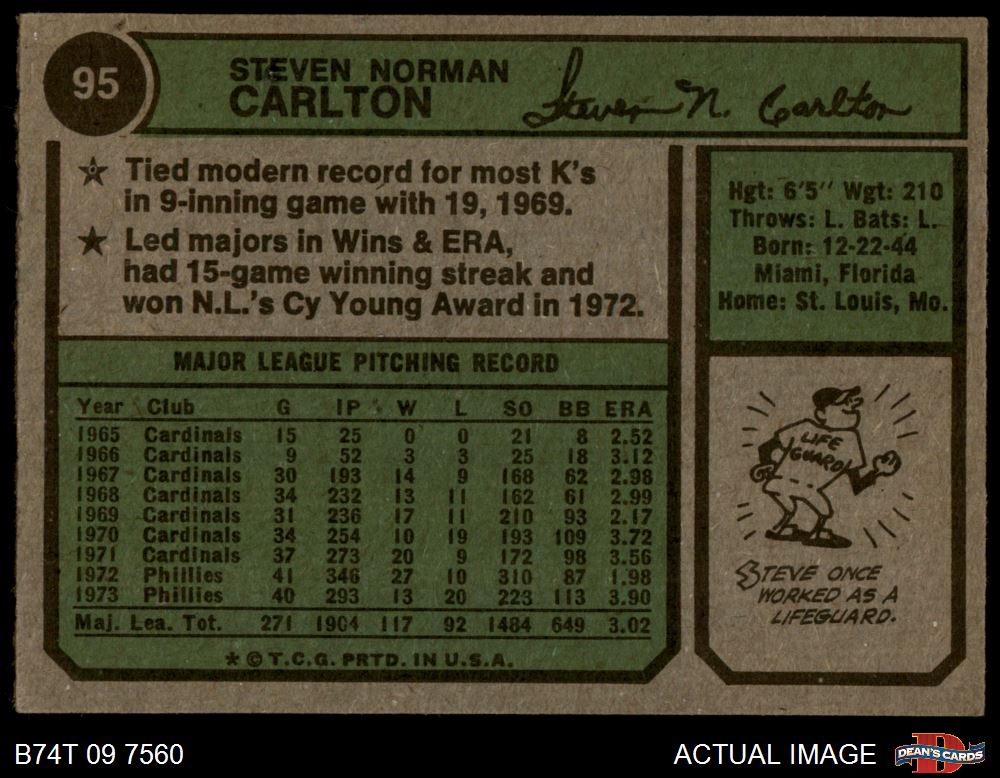 95
STEVEN NORMAN
CARLTON
Steven N. Carlton
★ Tied modern record for most K's
in 9-inning game with 19, 1969.
★ Led majors in Wins & ERA,
had 15-game winning streak and
won N.L.'s Cy Young Award in 1972.
Hgt: 6'5" Wgt: 210
Throws: L. Bats: L.
Born: 12-22-44
Miami, Florida
Home: St. Louis, Mo.
MAJOR LEAGUE PITCHING RECORD
Year Club G IP W L SO BB ERA
1965 Cardinals 15 25 0 0 21 8 2.52
1966 Cardinals 9 52 3 3 25 18 3.12
1967 Cardinals 30 193 14 9 168 62 2.98
1968 Cardinals 34 232 13 11 162 61 2.99
1969 Cardinals 31 236 17 11 210 93 2.17
1970 Cardinals 34 254 10 19 193 109 3.72
1971 Cardinals 37 273 20 9 172 98 3.56
1972 Phillies 41 346 27 10 310 87 1.98
1973 Phillies 40 293 13 20 223 113 3.90
Maj. Lea. Tot. 271 1904 117 92 1484 649 3.02
* © T.C.G. PRTD. IN U.S.A.
LIFE
GUARD
STEVE ONCE
WORKED AS A
LIFEGUARD.
B74T 09 7560
ACTUAL IMAGE
DEAN'S CARDS